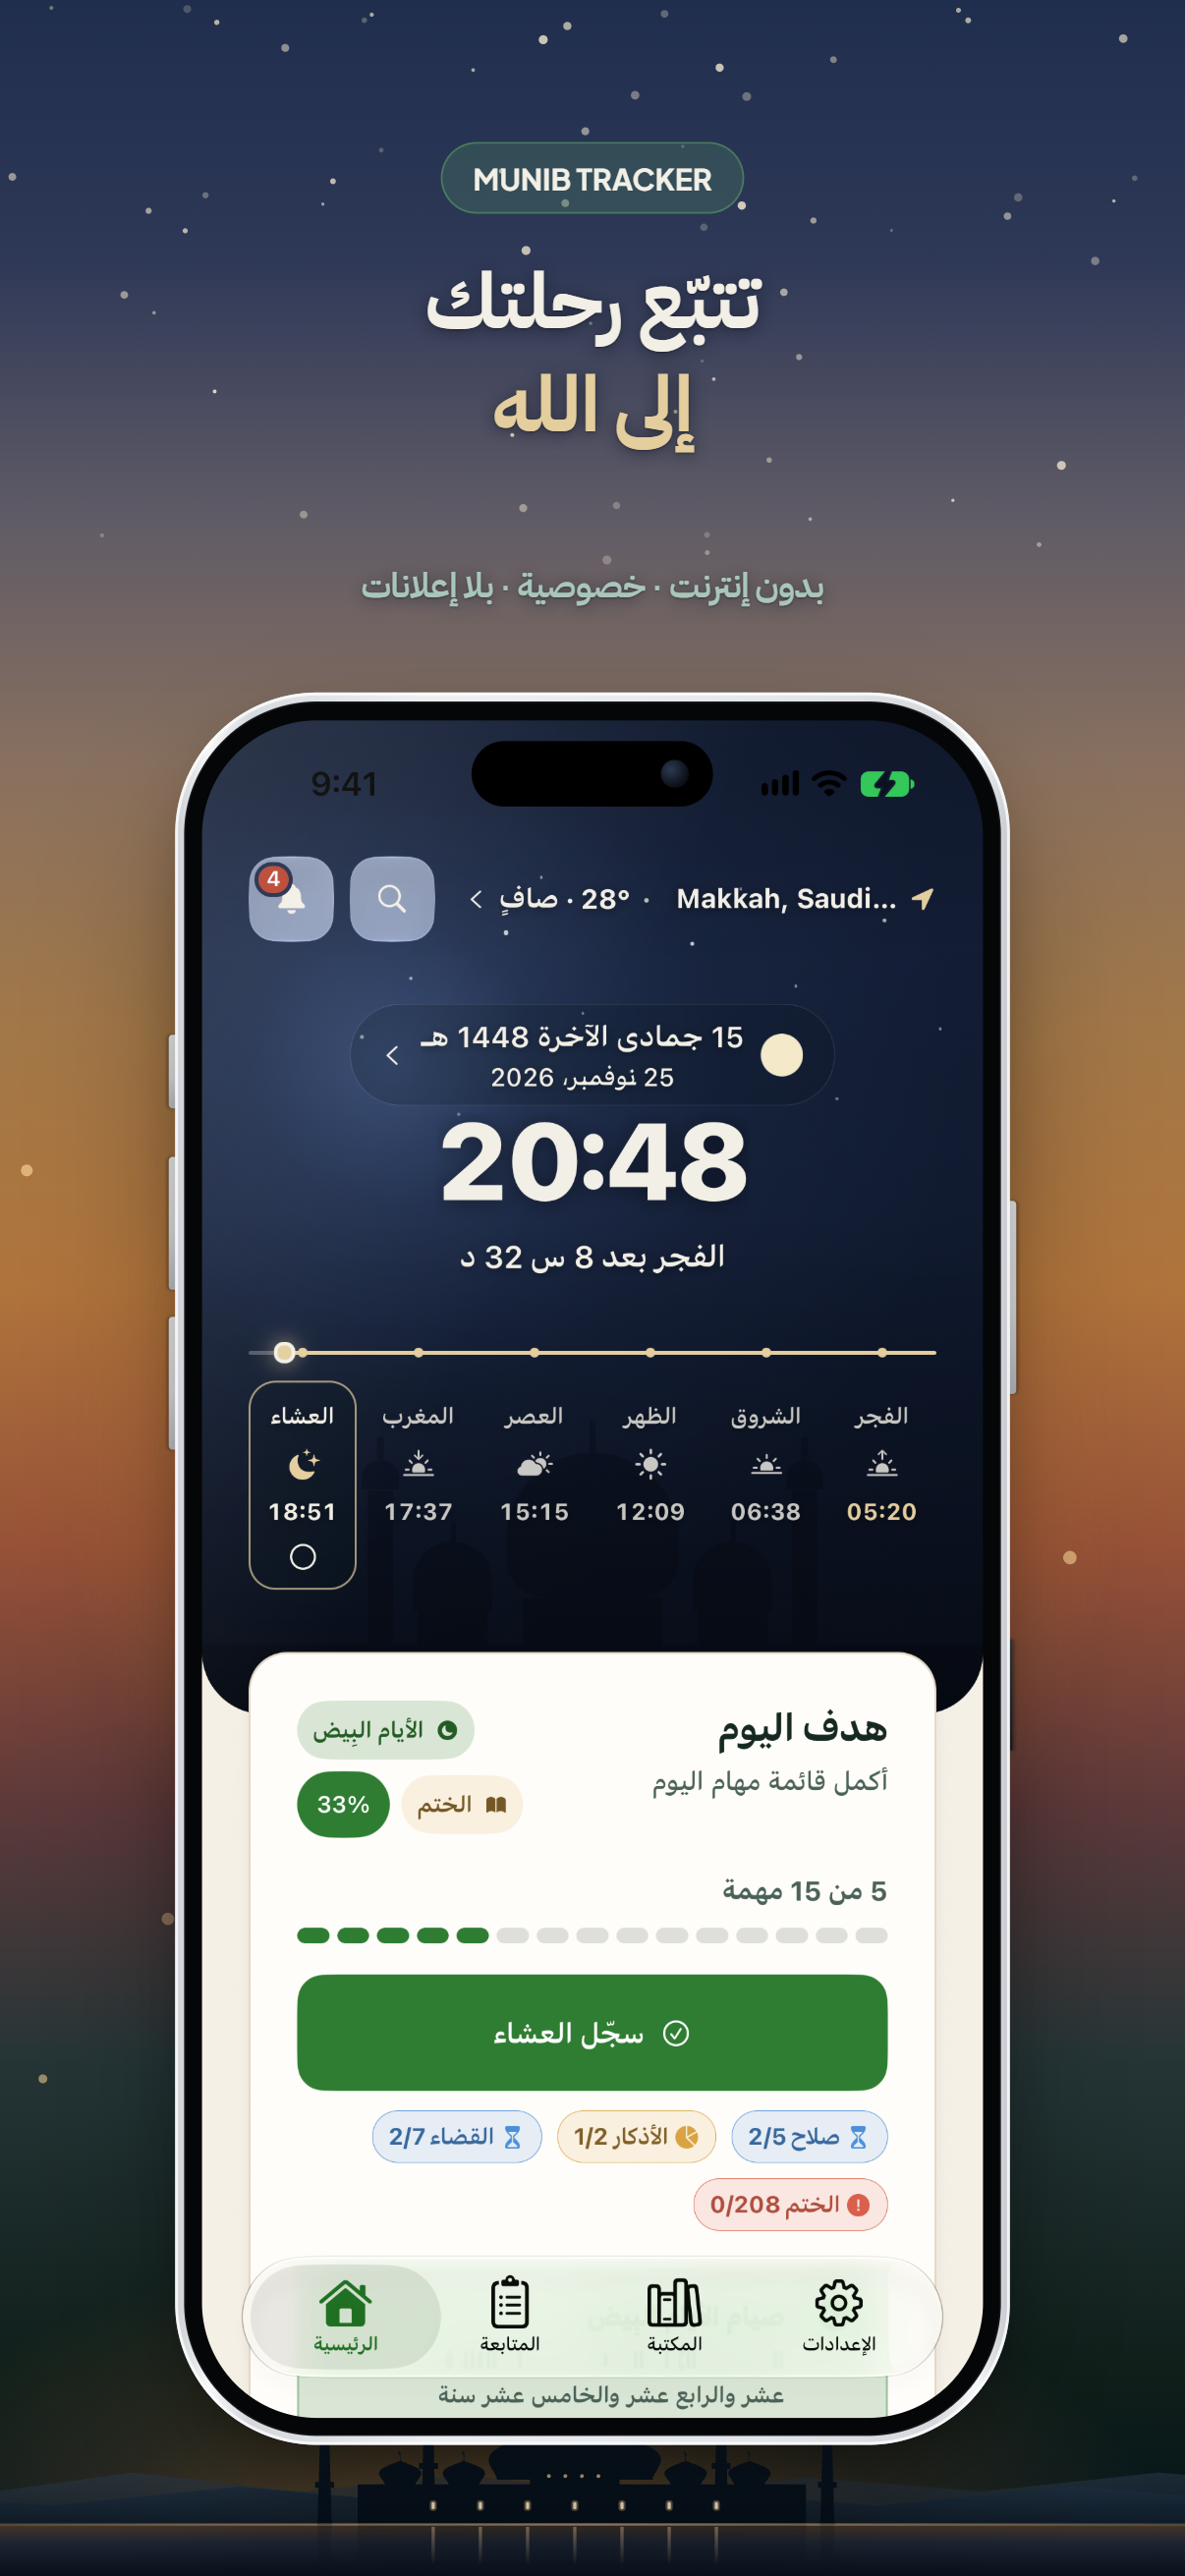 MUNIB TRACKER
تتبّع رحلتك
إلى الله
بدون إنترنت · خصوصية · بلا إعلانات
9:41
Makkah, Saudi... · 28° · صافٍ
4
15 جمادى الآخرة 1448 هـ
25 نوفمبر، 2026
20:48
الفجر بعد 8 س 32 د
الفجر الشروق الظهر العصر المغرب العشاء
05:20 06:38 12:09 15:15 17:37 18:51
هدف اليوم
الأيام البِيض
أكمل قائمة مهام اليوم
الختم 33%
5 من 15 مهمة
سجّل العشاء
صلاح 2/5 الأذكار 1/2 القضاء 2/7
الختم 0/208
الإعدادات المكتبة المتابعة الرئيسية
عشر والرابع عشر والخامس عشر سنة